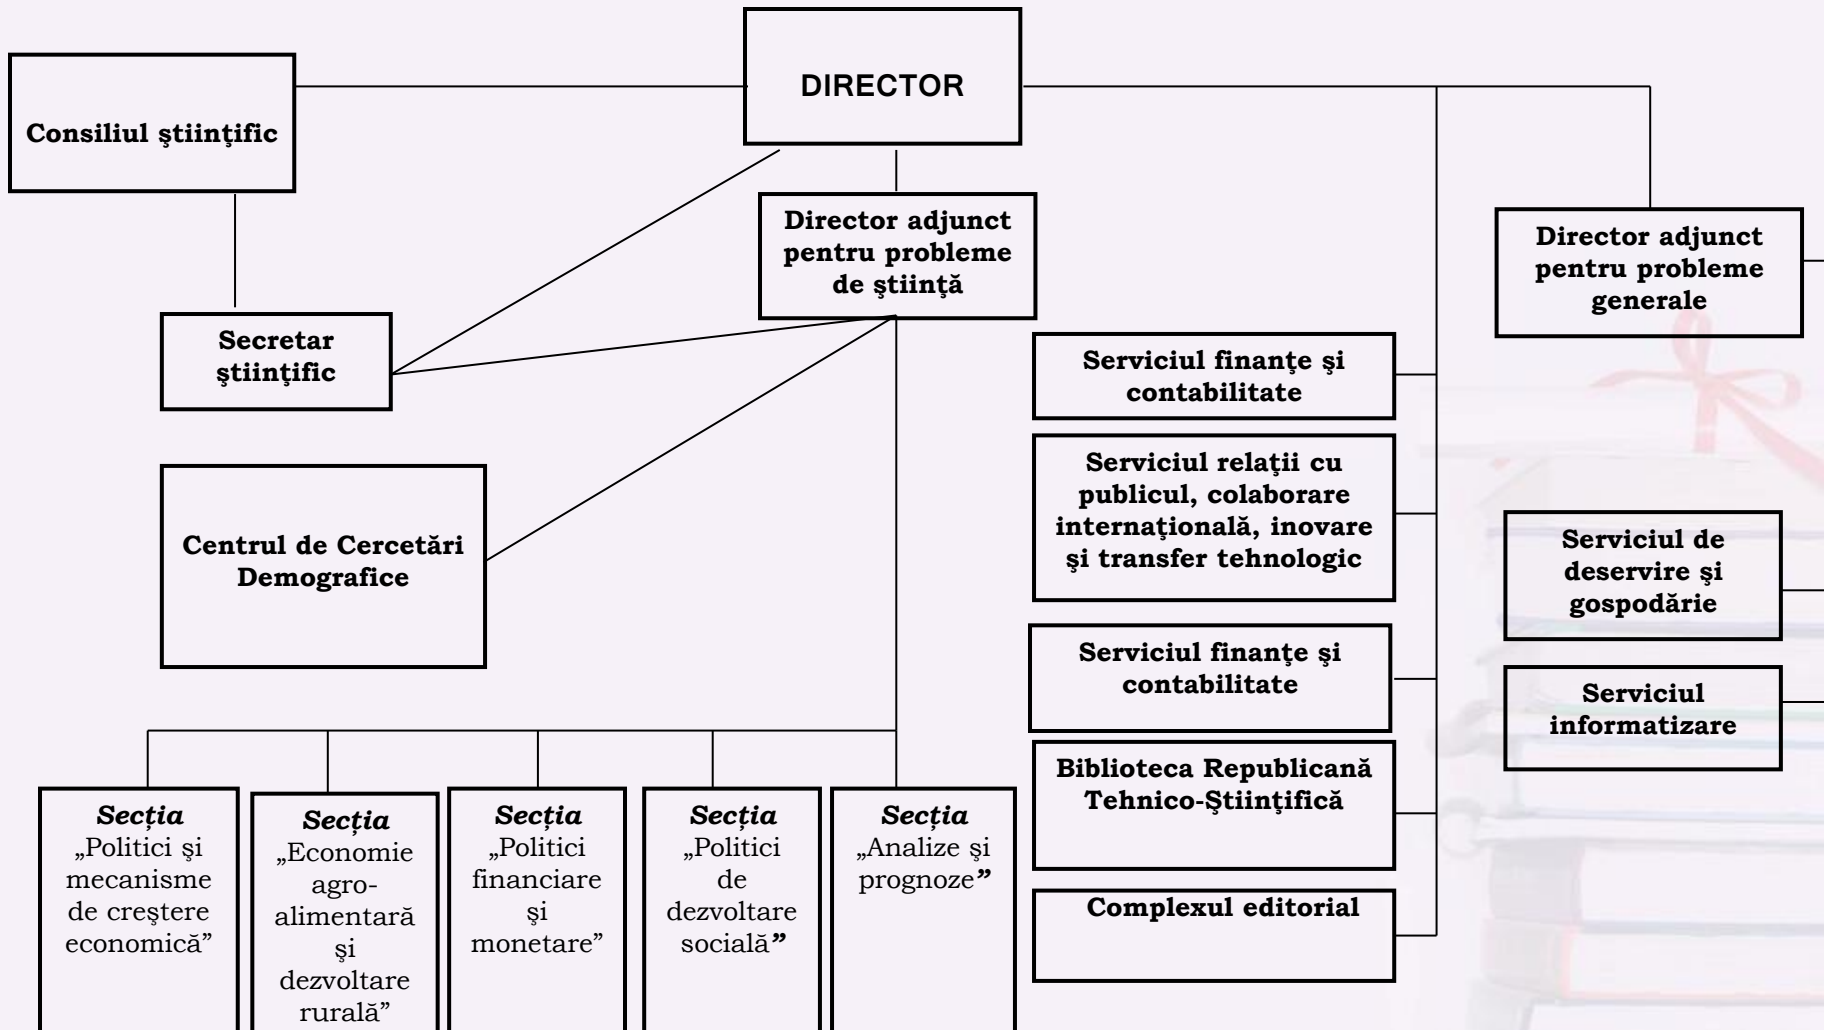 DIRECTOR
Consiliul ştiinţific
Director adjunct
pentru probleme
de ştiinţă
Director adjunct
pentru probleme
generale
Secretar
ştiinţific
Centrul de Cercetări
Demografice
Serviciul finanţe şi
contabilitate
Serviciul relaţii cu
publicul, colaborare
internaţională, inovare
şi transfer tehnologic
Serviciul finanţe şi
contabilitate
Biblioteca Republicană
Tehnico-Ştiinţifică
Complexul editorial
Serviciul de
deservire şi
gospodărie
Serviciul
informatizare
Secția
„Politici şi
mecanisme
de creştere
economică”
Secția
„Economie
agro-
alimentară
şi
dezvoltare
rurală”
Secția
„Politici
financiare
şi
monetare”
Secția
„Politici
de
dezvoltare
socială”
Secția
„Analize şi
prognoze”